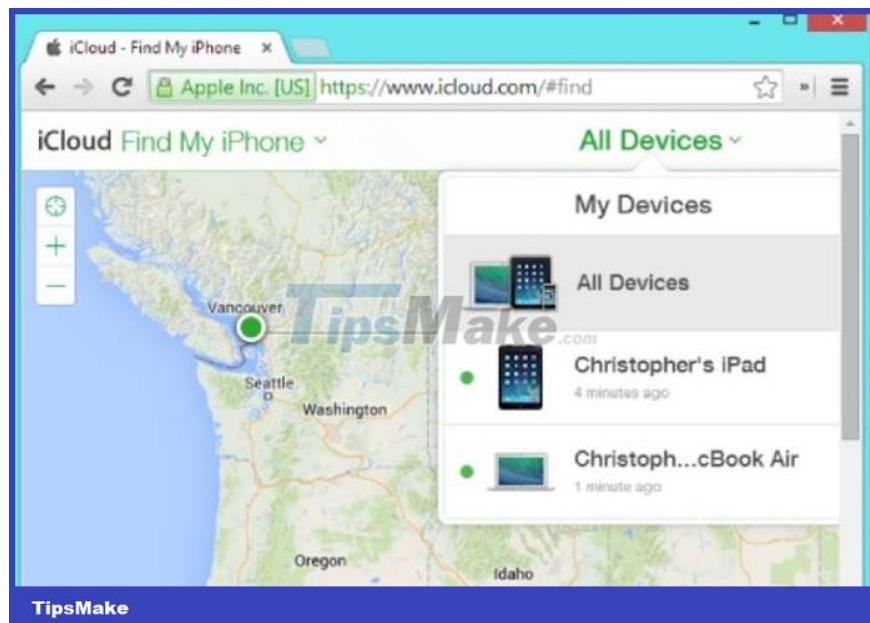 iCloud - Find My iPhone
Apple Inc. [US] https://www.icloud.com/#find
iCloud Find My iPhone
All Devices
My Devices
All Devices
Christopher's iPad
4 minutes ago
Christoph...cBook Air
1 minute ago
Vancouver
Seattle
Washington
Oregon
Idaho
TipsMake.com
TipsMake